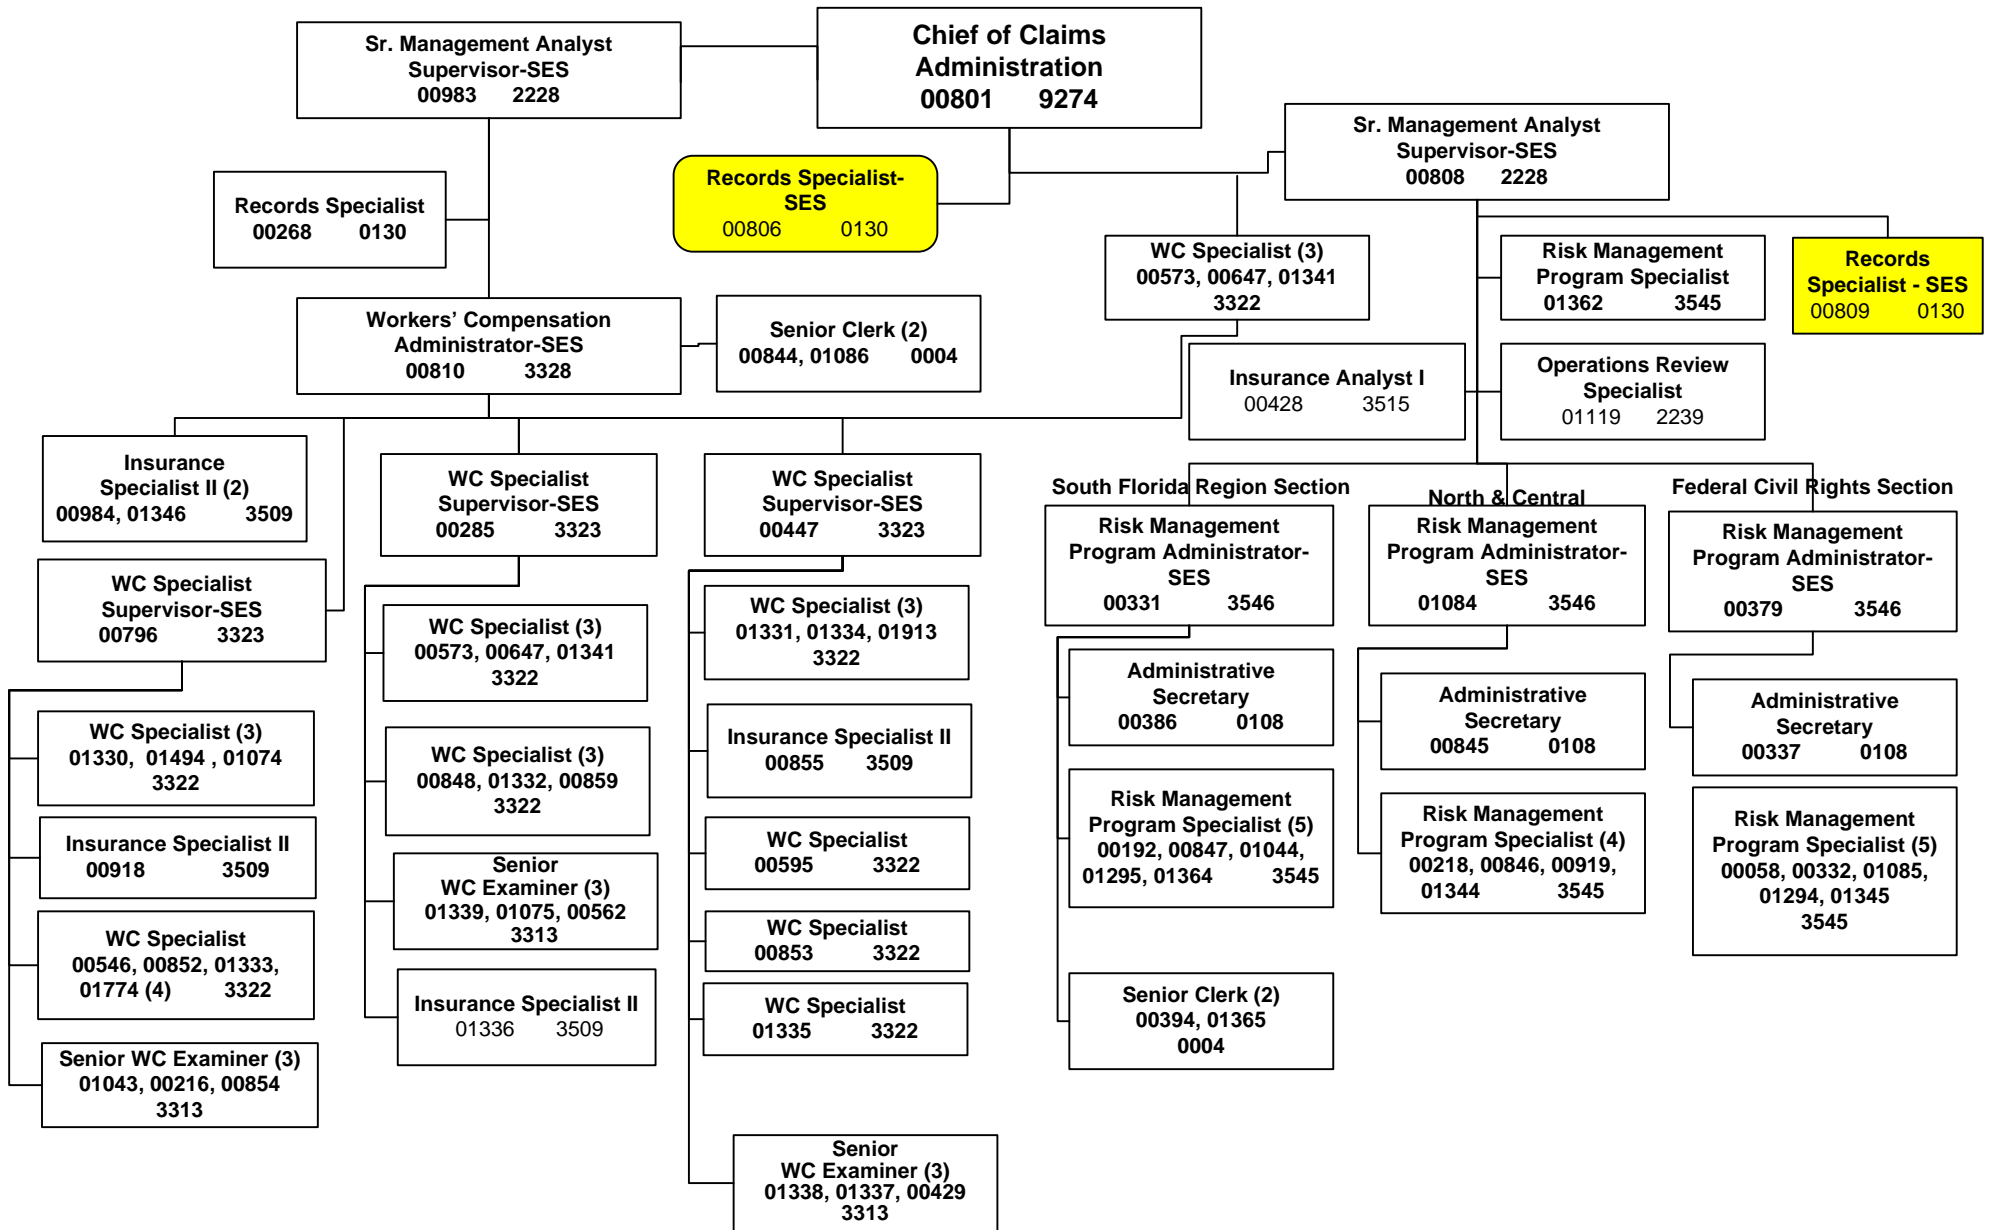 Sr. Management Analyst
Supervisor-SES
00983 2228
Chief of Claims
Administration
00801 9274
Sr. Management Analyst
Supervisor-SES
00808 2228
Records Specialist
00268 0130
Records Specialist-
SES
00806 0130
WC Specialist (3)
00573, 00647, 01341
3322
Risk Management
Program Specialist
01362 3545
Records
Specialist - SES
00809 0130
Workers’ Compensation
Administrator-SES
00810 3328
Senior Clerk (2)
00844, 01086 0004
Insurance Analyst I
00428 3515
Operations Review
Specialist
01119 2239
Insurance
Specialist II (2)
00984, 01346 3509
WC Specialist
Supervisor-SES
00796 3323
WC Specialist (3)
01330, 01494 , 01074
3322
Insurance Specialist II
00918 3509
WC Specialist
00546, 00852, 01333,
01774 (4) 3322
Senior WC Examiner (3)
01043, 00216, 00854
3313
WC Specialist
Supervisor-SES
00285 3323
WC Specialist (3)
00573, 00647, 01341
3322
WC Specialist (3)
00848, 01332, 00859
3322
Senior
WC Examiner (3)
01339, 01075, 00562
3313
Insurance Specialist II
01336 3509
WC Specialist
Supervisor-SES
00447 3323
WC Specialist (3)
01331, 01334, 01913
3322
Insurance Specialist II
00855 3509
WC Specialist
00595 3322
WC Specialist
00853 3322
WC Specialist
01335 3322
Senior
WC Examiner (3)
01338, 01337, 00429
3313
South Florida Region Section
Risk Management
Program Administrator-
SES
00331 3546
Administrative
Secretary
00386 0108
Risk Management
Program Specialist (5)
00192, 00847, 01044,
01295, 01364 3545
Senior Clerk (2)
00394, 01365
0004
North & Central
Risk Management
Program Administrator-
SES
01084 3546
Administrative
Secretary
00845 0108
Risk Management
Program Specialist (4)
00218, 00846, 00919,
01344 3545
Federal Civil Rights Section
Risk Management
Program Administrator-
SES
00379 3546
Administrative
Secretary
00337 0108
Risk Management
Program Specialist (5)
00058, 00332, 01085,
01294, 01345
3545